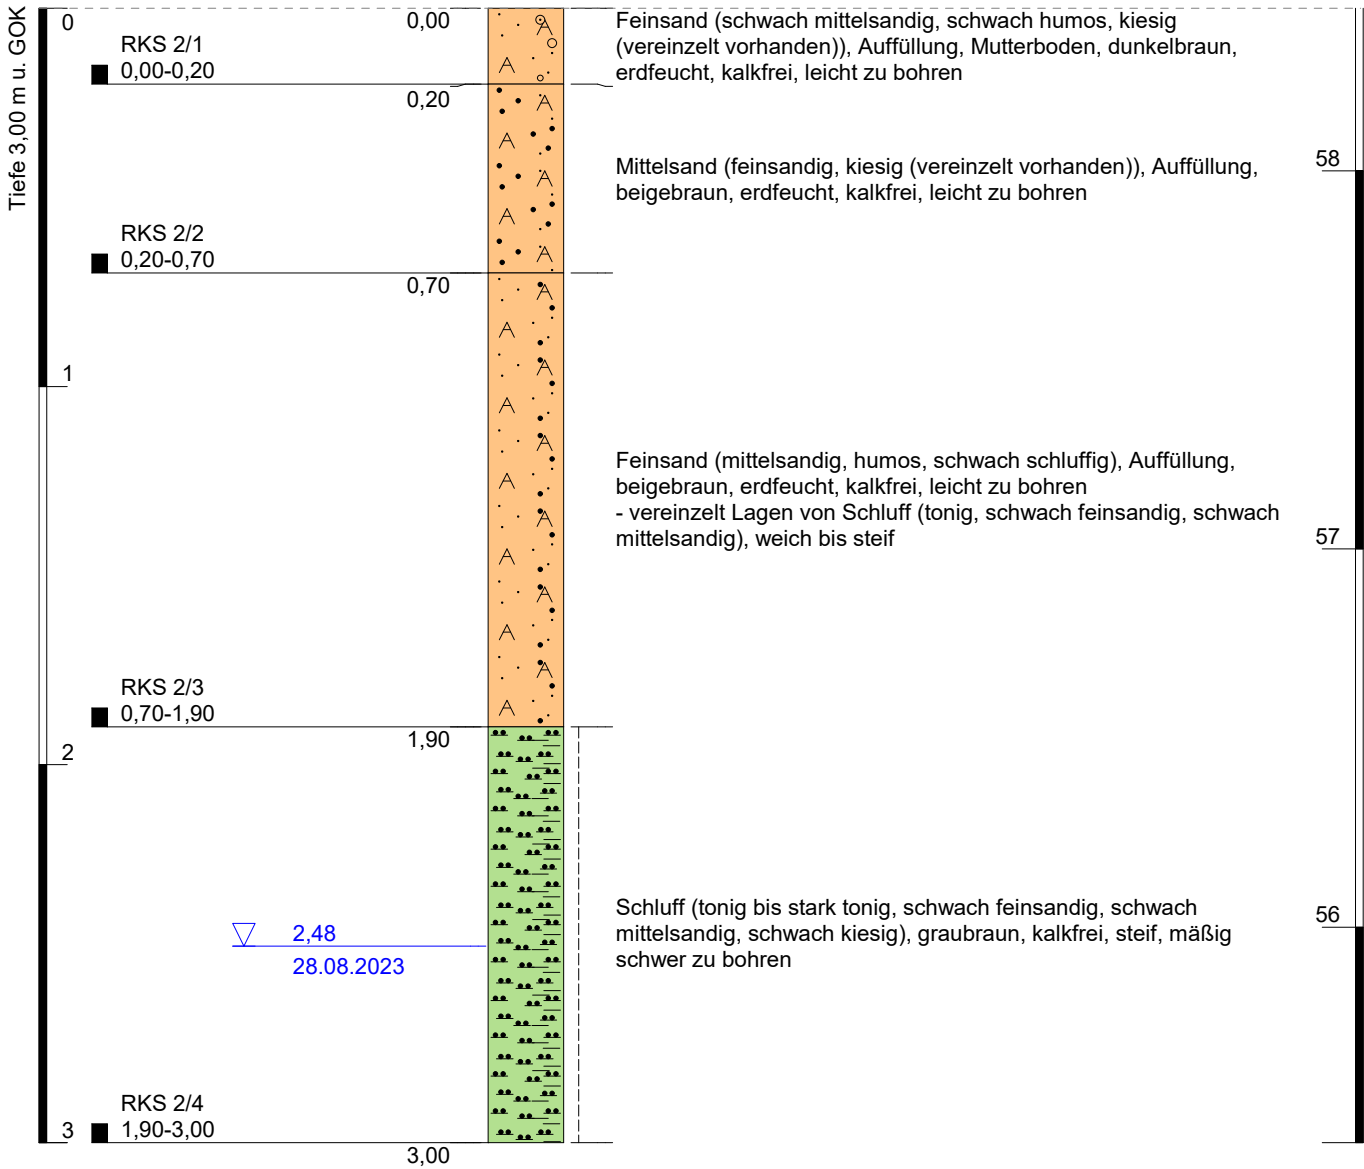 Tiefe 3,00 m u. GOK
0
0,00
RKS 2/1
0,00-0,20
Feinsand (schwach mittelsandig, schwach humos, kiesig
(vereinzelt vorhanden)), Auffüllung, Mutterboden, dunkelbraun,
erdfeucht, kalkfrei, leicht zu bohren
0,20
Mittelsand (feinsandig, kiesig (vereinzelt vorhanden)), Auffüllung,
beigebraun, erdfeucht, kalkfrei, leicht zu bohren
58
RKS 2/2
0,20-0,70
0,70
1
Feinsand (mittelsandig, humos, schwach schluffig), Auffüllung,
beigebraun, erdfeucht, kalkfrei, leicht zu bohren
- vereinzelt Lagen von Schluff (tonig, schwach feinsandig, schwach
mittelsandig), weich bis steif
57
RKS 2/3
0,70-1,90
1,90
2
Schluff (tonig bis stark tonig, schwach feinsandig, schwach
mittelsandig, schwach kiesig), graubraun, kalkfrei, steif, mäßig
schwer zu bohren
56
2,48
28.08.2023
RKS 2/4
1,90-3,00
3
3,00